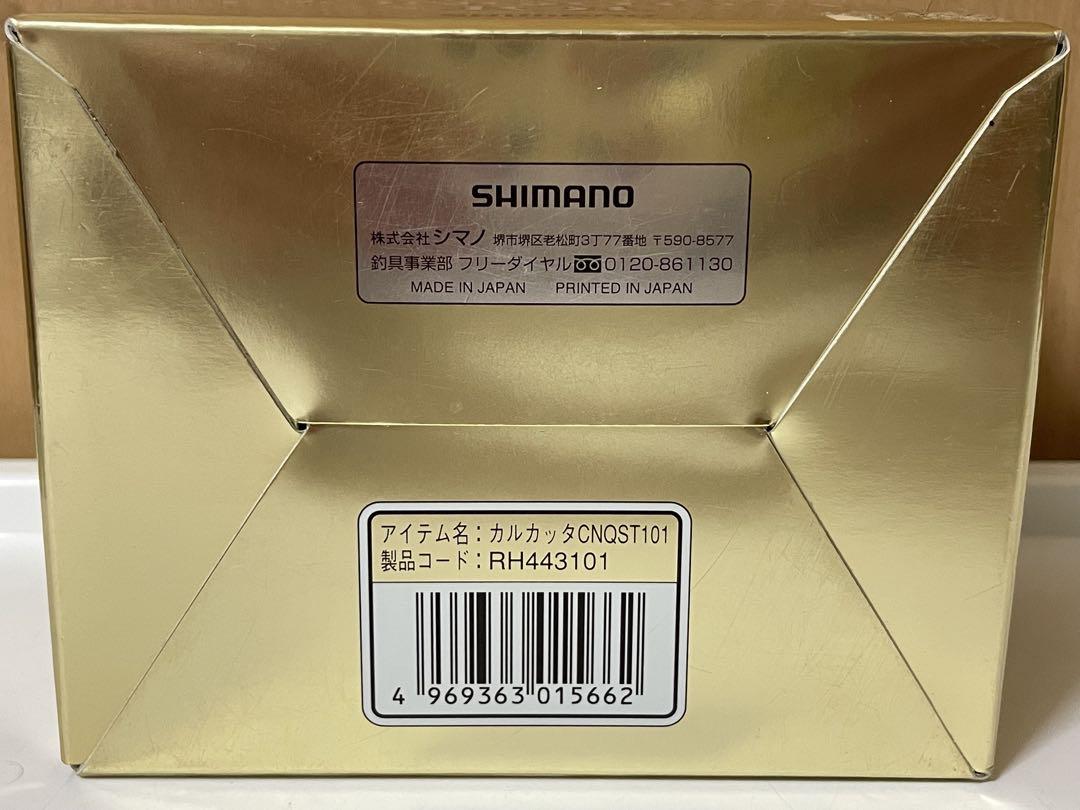 SHIMANO
株式会社シマノ 堺市堺区老松町3丁77番地 〒590-8577
釣具事業部 フリーダイヤル 0120-861130
MADE IN JAPAN PRINTED IN JAPAN
アイテム名：カルカッタCNQST101
製品コード：RH443101
4 969363 015662